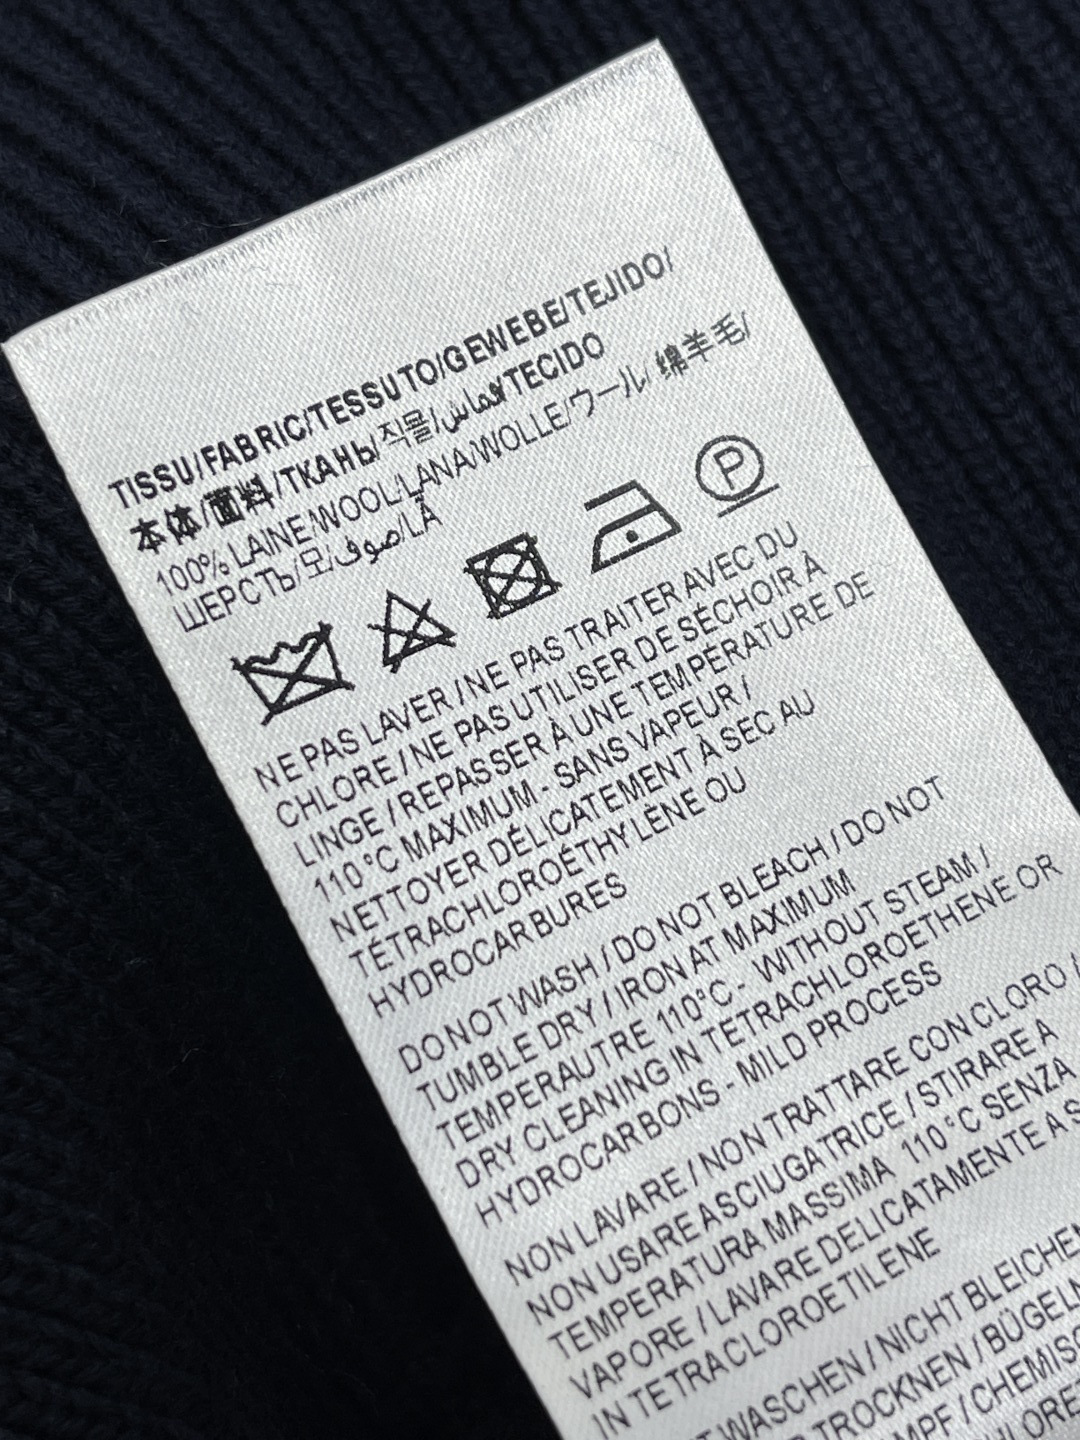 TISSU/FABRIC/TESSUTO/GEWEBE/TEJIDO/
本体/面料/ТКАНЬ/직물/قماش/TECIDO
100% LAINE/WOOL/LANA/WOLLE/ウール/绵羊毛/
ШЕРСТЬ/모/صوف/LÃ
P
NE PAS LAVER / NE PAS TRAITER AVEC DU
CHLORE / NE PAS UTILISER DE SÉCHOIR À
LINGE / REPASSER À UNE TEMPÉRATURE DE
110 °C MAXIMUM - SANS VAPEUR /
NETTOYER DÉLICATEMENT À SEC AU
TÉTRACHLOROÉTHYLÈNE OU
HYDROCARBURES
DO NOT WASH / DO NOT BLEACH / DO NOT
TUMBLE DRY / IRON AT MAXIMUM
TEMPERAUTRE 110°C - WITHOUT STEAM /
DRY CLEANING IN TETRACHLOROETHENE OR
HYDROCARBONS - MILD PROCESS
NON LAVARE / NON TRATTARE CON CLORO /
NON USARE ASCIUGATRICE / STIRARE A
TEMPERATURA MASSIMA 110 °C SENZA
VAPORE / LAVARE DELICATAMENTE A S
IN TETRACLOROETILENE
WASCHEN / NICHT BLEICHEN
TROCKNEN / BÜGELN
MPF / CHEMISC